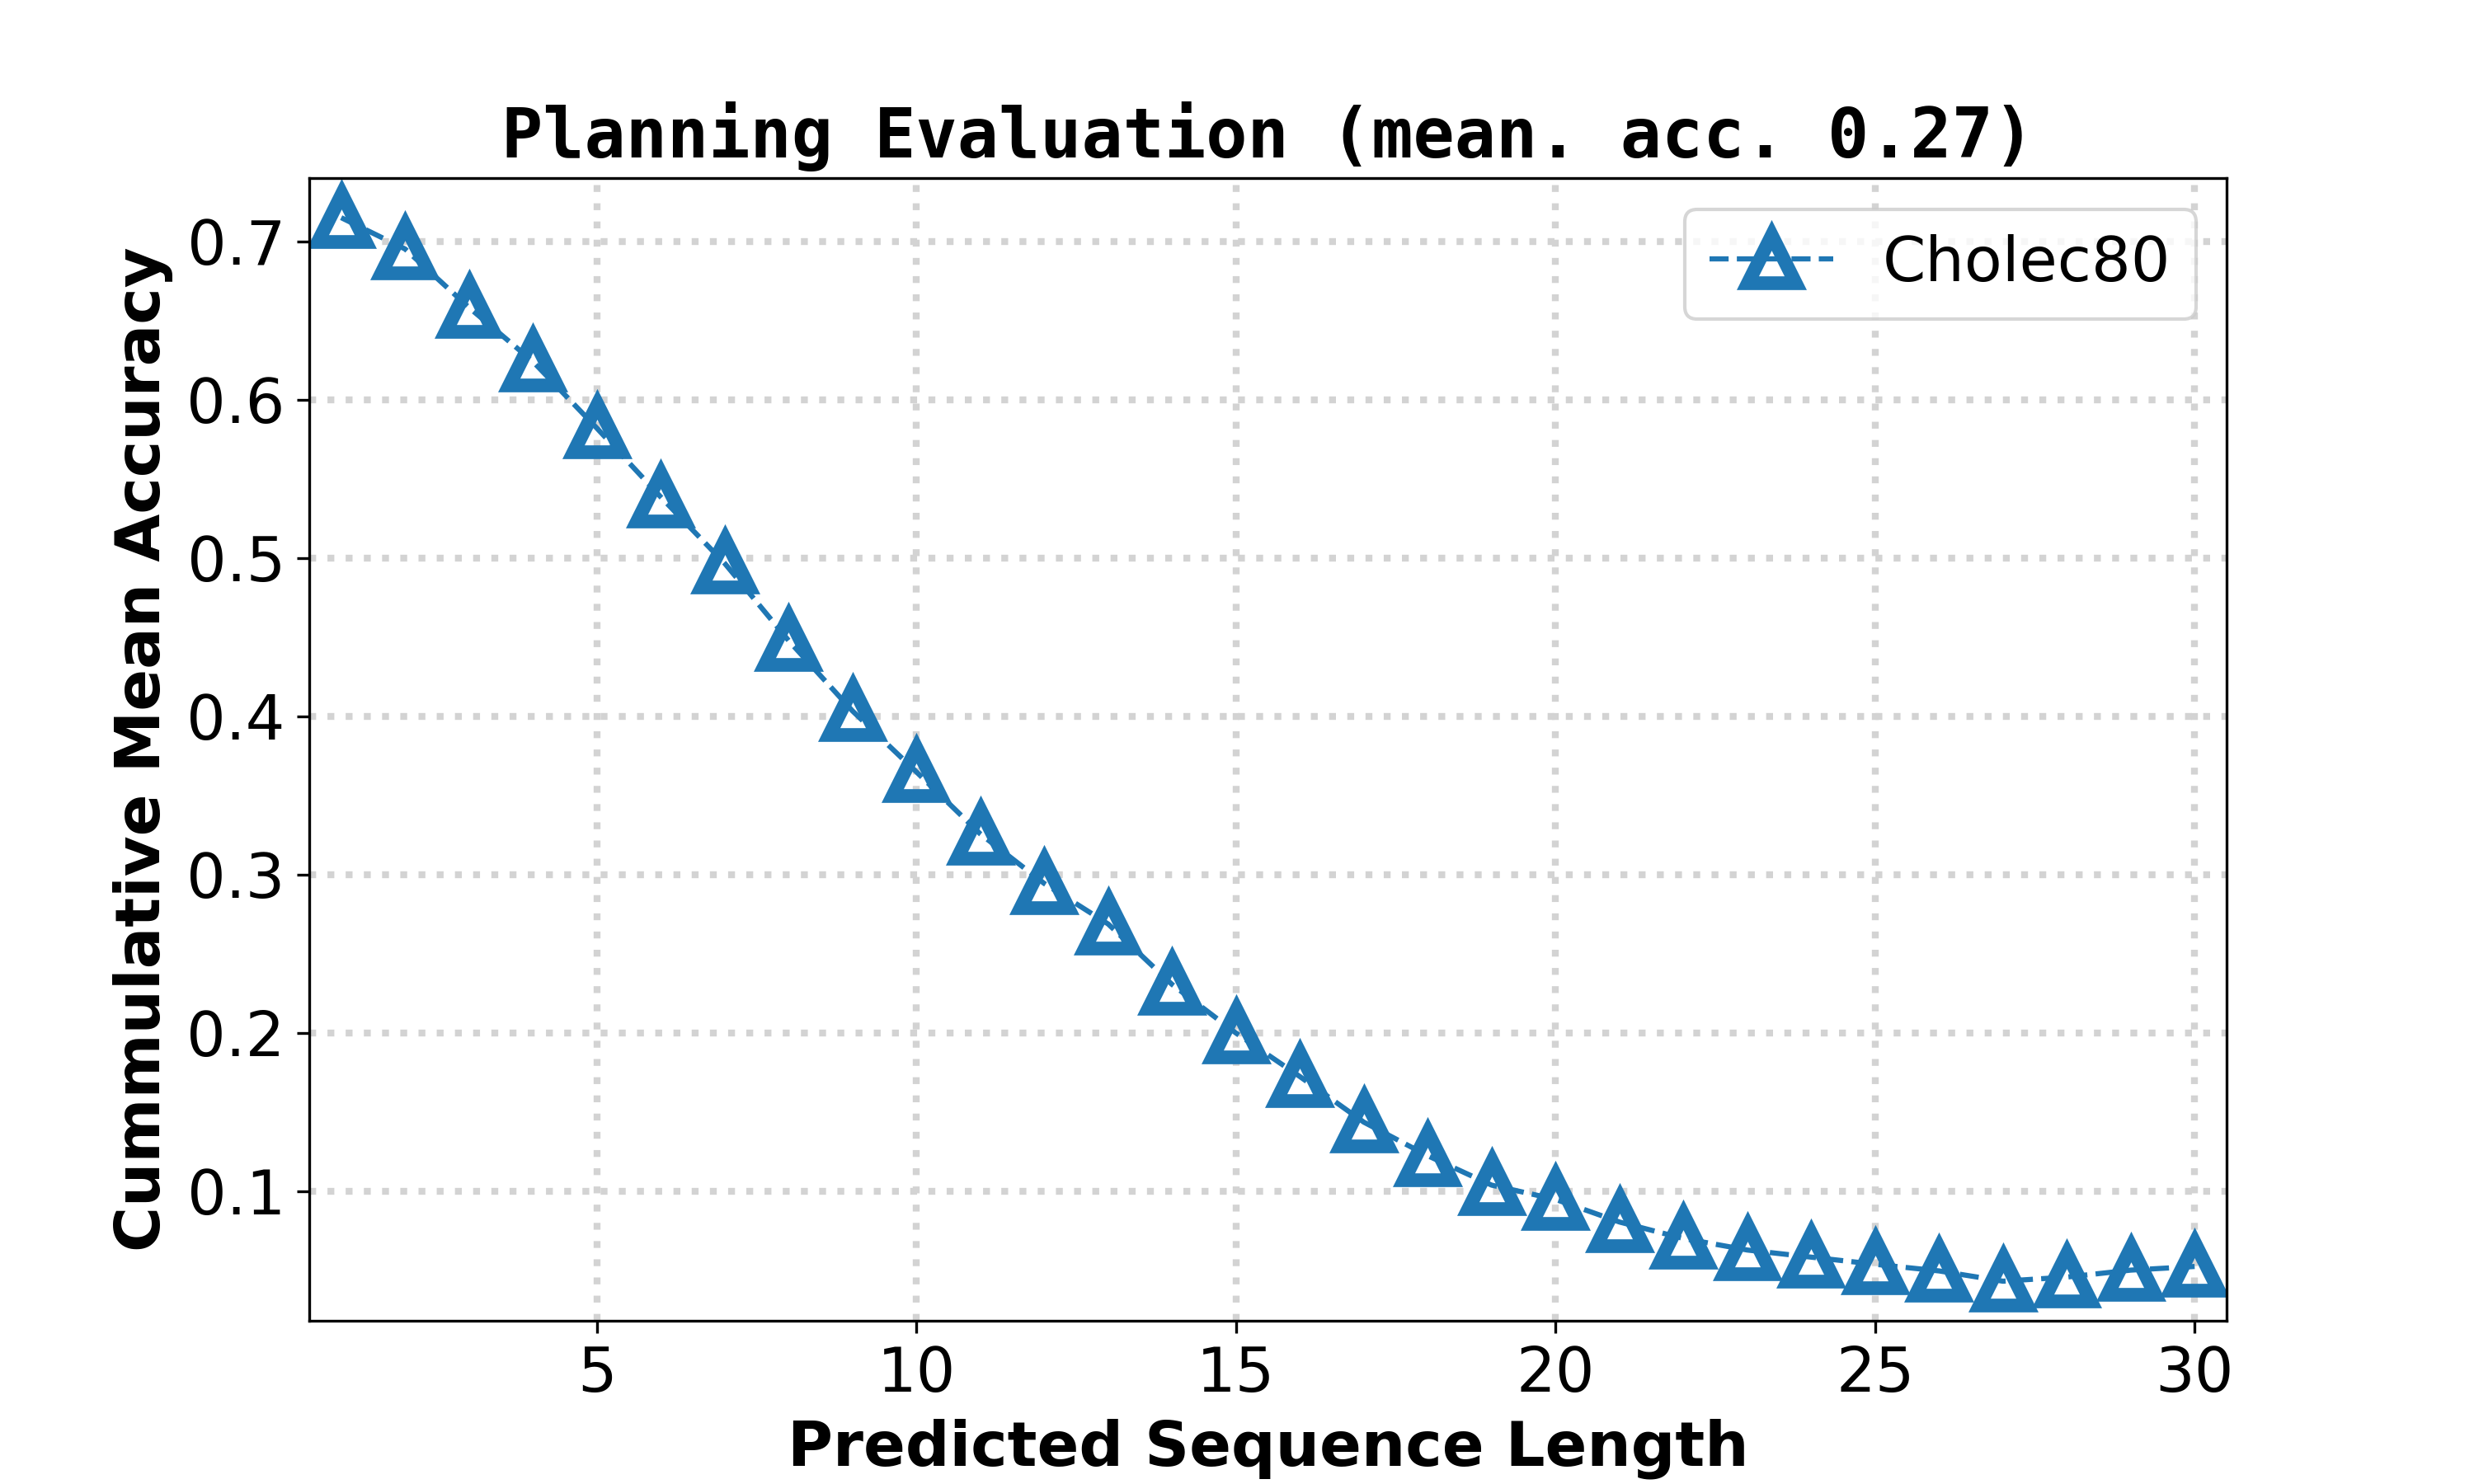 Planning Evaluation (mean. acc. 0.27)
Cholec80
Cummulative Mean Accuracy
0.7
0.6
0.5
0.4
0.3
0.2
0.1
5 10 15 20 25 30
Predicted Sequence Length